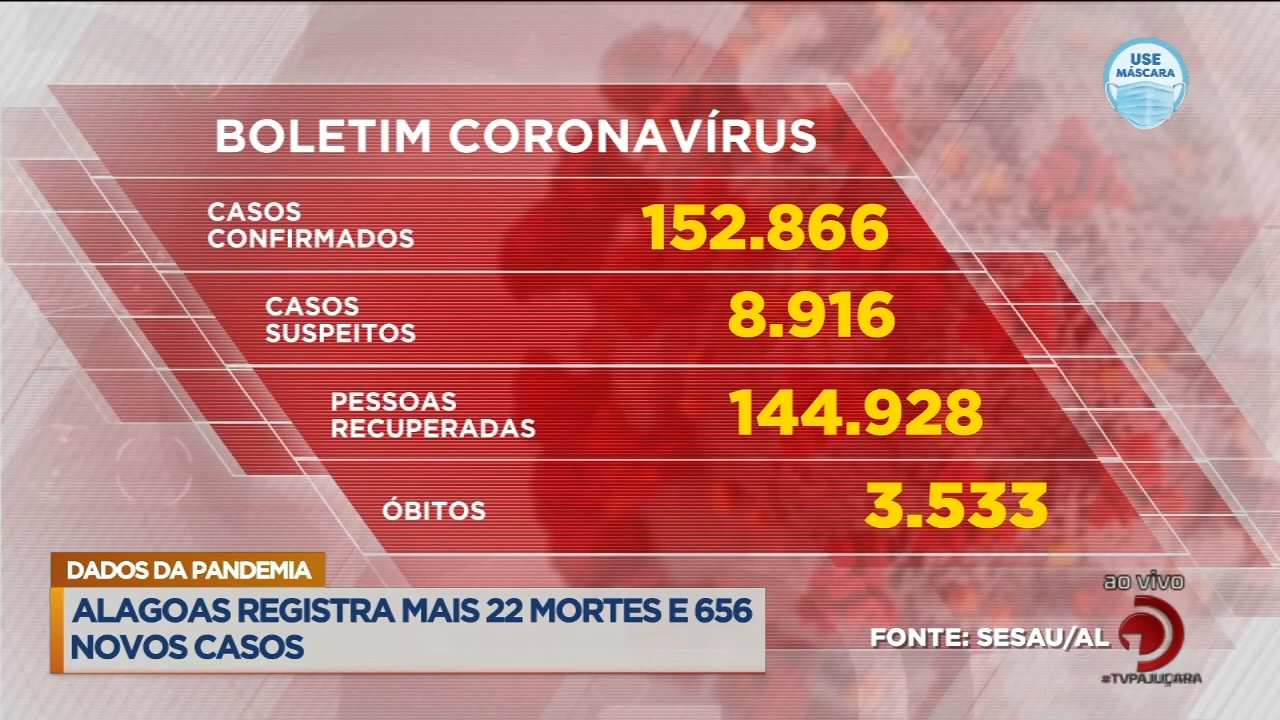 USE
MÁSCARA
BOLETIM CORONAVÍRUS
CASOS
CONFIRMADOS
152.866
CASOS
SUSPEITOS
8.916
PESSOAS
RECUPERADAS
144.928
ÓBITOS
3.533
DADOS DA PANDEMIA
ALAGOAS REGISTRA MAIS 22 MORTES E 656
NOVOS CASOS
ao vivo
FONTE: SESAU/AL
#TVPAJUÇARA